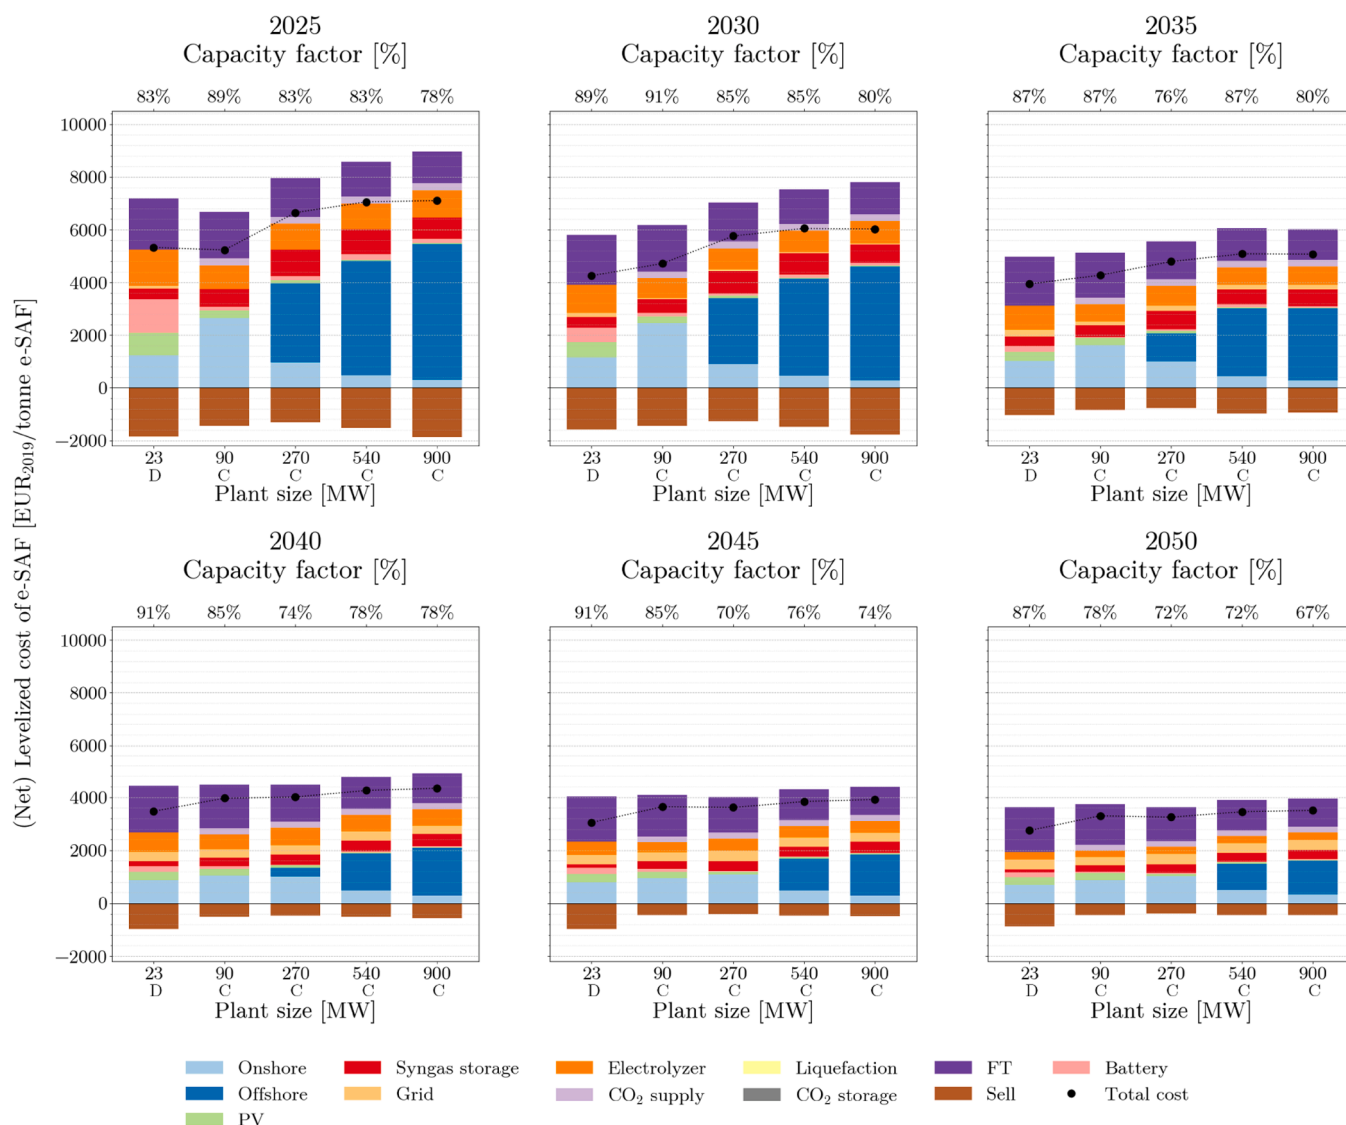 2025
Capacity factor [%]
83% 89% 83% 83% 78%
2030
Capacity factor [%]
89% 91% 85% 85% 80%
2035
Capacity factor [%]
87% 87% 76% 87% 80%
(Net) Levelized cost of e-SAF [EUR2019/tonne e-SAF]
10000
8000
6000
4000
2000
0
−2000
23 90 270 540 900
D C C C C
Plant size [MW]
23 90 270 540 900
D C C C C
Plant size [MW]
23 90 270 540 900
D C C C C
Plant size [MW]
2040
Capacity factor [%]
91% 85% 74% 78% 78%
2045
Capacity factor [%]
91% 85% 70% 76% 74%
2050
Capacity factor [%]
87% 78% 72% 72% 67%
10000
8000
6000
4000
2000
0
−2000
23 90 270 540 900
D C C C C
Plant size [MW]
23 90 270 540 900
D C C C C
Plant size [MW]
23 90 270 540 900
D C C C C
Plant size [MW]
Onshore Syngas storage Electrolyzer Liquefaction FT Battery
Offshore Grid CO2 supply CO2 storage Sell Total cost
PV